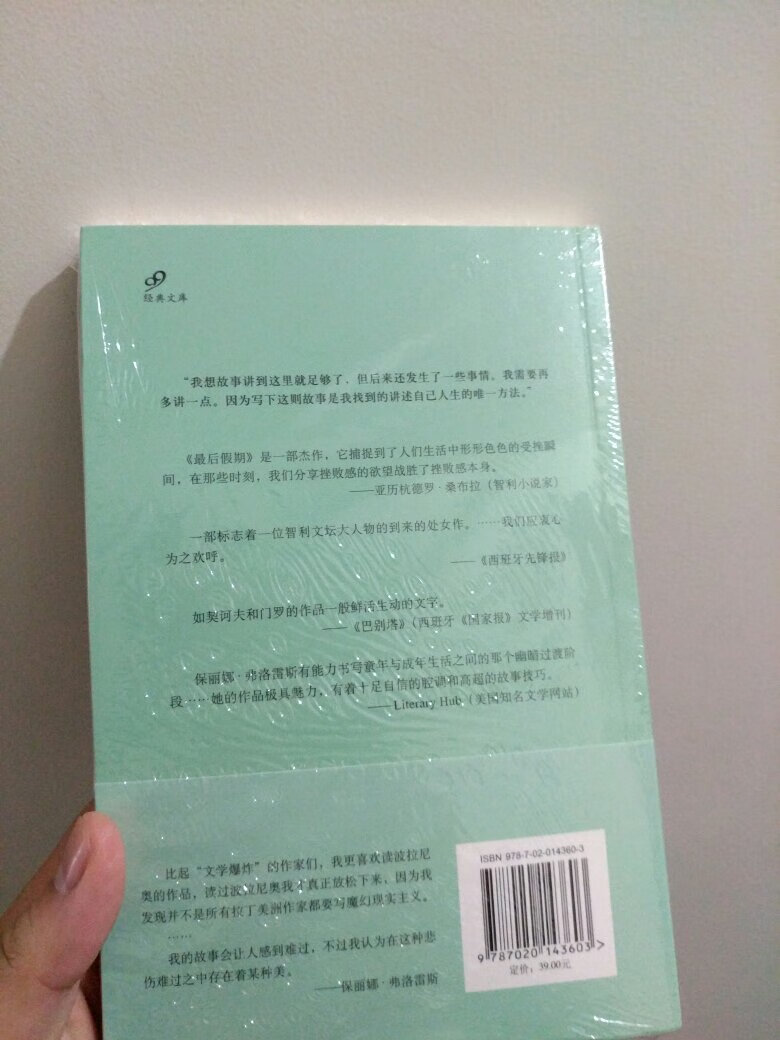 99
经典文库
“我想故事讲到这里就足够了，但后来还发生了一些事情。我需要再
多讲一点。因为写下这则故事是我找到的讲述自己人生的唯一方法。”
《最后假期》是一部杰作，它捕捉到了人们生活中形形色色的受挫瞬
间，在那些时刻，我们分享挫败感的欲望战胜了挫败感本身。
——亚历杭德罗·桑布拉（智利小说家）
一部标志着一位智利文坛大人物的到来的处女作。……我们应衷心
为之欢呼。
——《西班牙先锋报》
如契诃夫和门罗的作品一般鲜活生动的文字。
——《巴别塔》（西班牙《国家报》文学增刊）
保丽娜·弗洛雷斯有能力书写童年与成年生活之间的那个幽暗过渡阶
段……她的作品极具魅力，有着十足自信的腔调和高超的故事技巧。
——Literary Hub（美国知名文学网站）
比起“文学爆炸”的作家们，我更喜欢读波拉尼
奥的作品，读过波拉尼奥我才真正放松下来，因为我
发现并不是所有拉丁美洲作家都要写魔幻现实主义。
……
我的故事会让人感到难过，不过我认为在这种悲
伤难过之中存在着某种美。
——保丽娜·弗洛雷斯
ISBN 978-7-02-014360-3
9 787020 143603 >
定价：39.00元